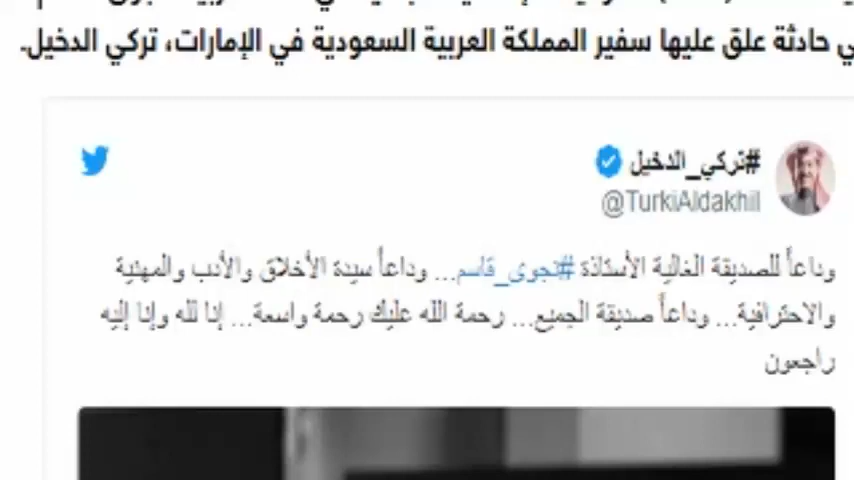 في حادثة علق عليها سفير المملكة العربية السعودية في الإمارات، تركي الدخيل.
#تركي_الدخيل
@TurkiAldakhil
وداعاً للصديقة الغالية الأستاذة #نجوى_قاسم... وداعاً سيدة الأخلاق والأدب والمهنية
والاحترافية... وداعاً صديقة الجميع... رحمة الله عليك رحمة واسعة... إنا لله وإنا إليه
راجعون